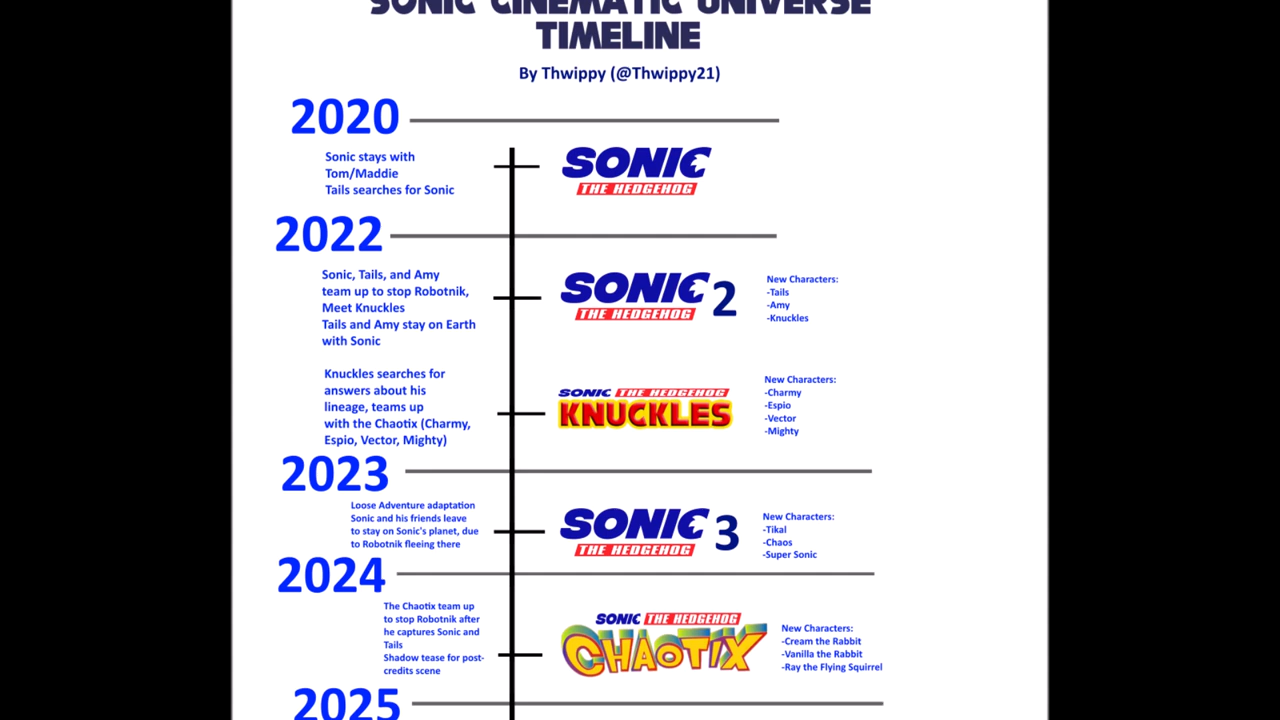 SONIC CINEMATIC UNIVERSE
TIMELINE
By Thwippy (@Thwippy21)
2020
Sonic stays with
Tom/Maddie
Tails searches for Sonic
SONIC
THE HEDGEHOG
2022
Sonic, Tails, and Amy
team up to stop Robotnik,
Meet Knuckles
Tails and Amy stay on Earth
with Sonic
SONIC 2
THE HEDGEHOG
New Characters:
-Tails
-Amy
-Knuckles
Knuckles searches for
answers about his
lineage, teams up
with the Chaotix (Charmy,
Espio, Vector, Mighty)
SONIC THE HEDGEHOG
KNUCKLES
New Characters:
-Charmy
-Espio
-Vector
-Mighty
2023
Loose Adventure adaptation
Sonic and his friends leave
to stay on Sonic's planet, due
to Robotnik fleeing there
SONIC 3
THE HEDGEHOG
New Characters:
-Tikal
-Chaos
-Super Sonic
2024
The Chaotix team up
to stop Robotnik after
he captures Sonic and
Tails
Shadow tease for post-
credits scene
SONIC THE HEDGEHOG
CHAOTIX
New Characters:
-Cream the Rabbit
-Vanilla the Rabbit
-Ray the Flying Squirrel
2025